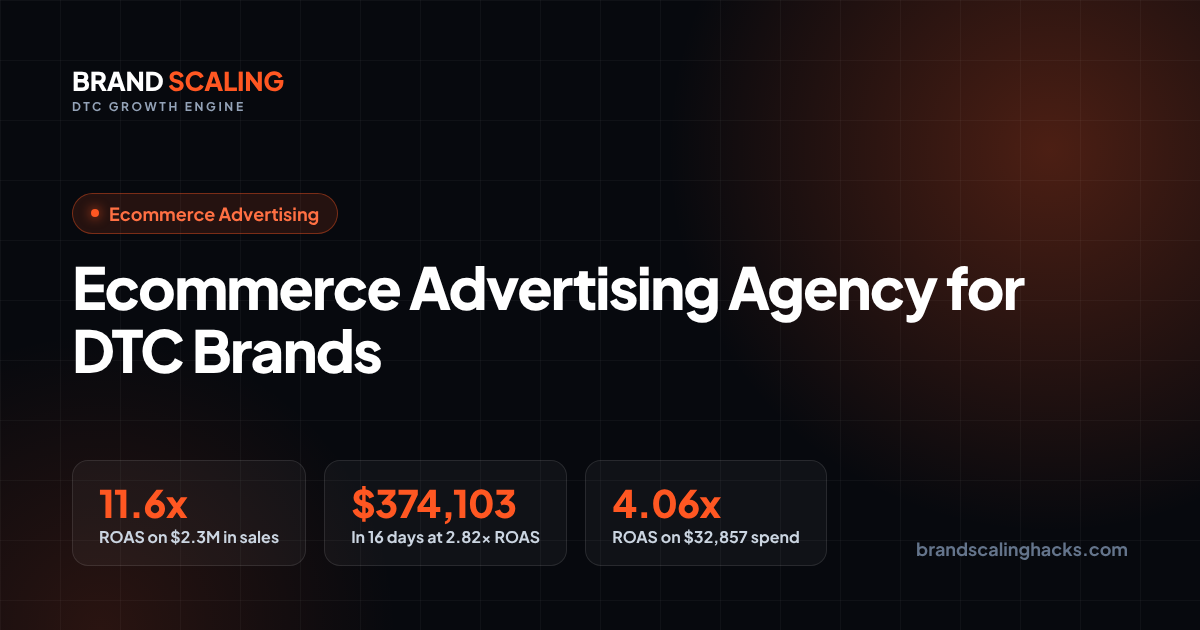 BRAND SCALING
DTC GROWTH ENGINE
Ecommerce Advertising
Ecommerce Advertising Agency for
DTC Brands
11.6x
ROAS on $2.3M in sales
$374,103
In 16 days at 2.82× ROAS
4.06x
ROAS on $32,857 spend
brandscalinghacks.com